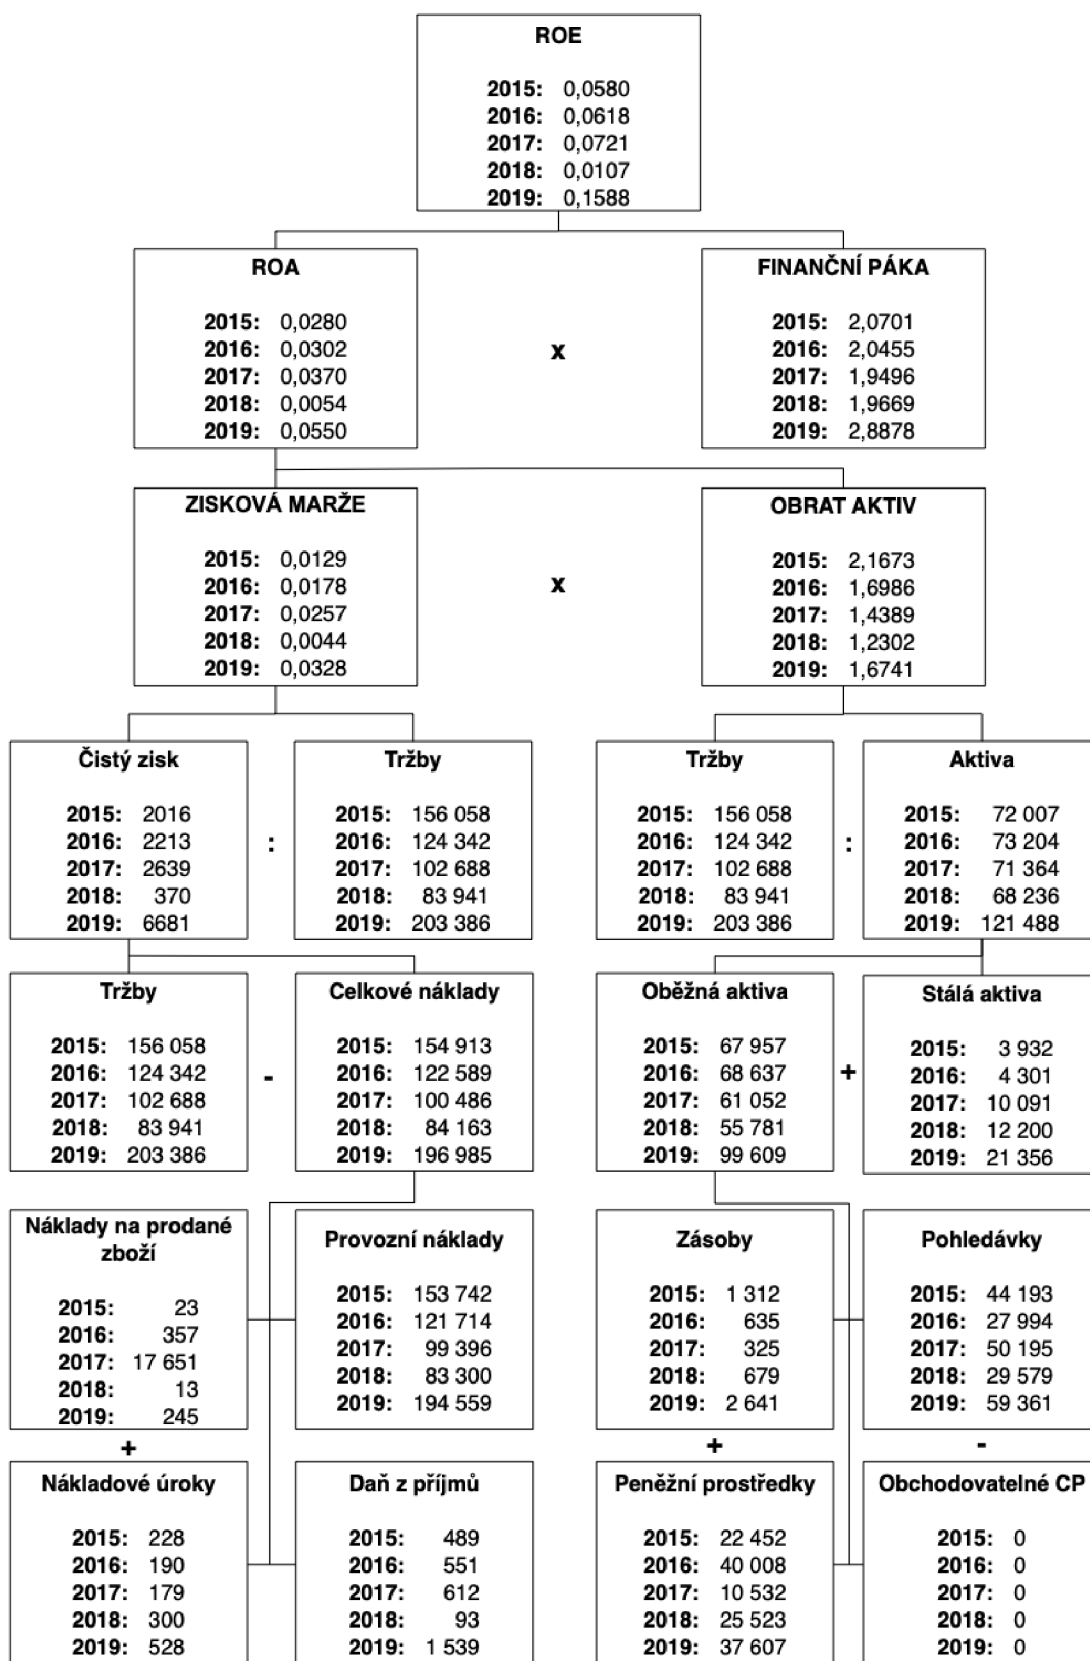 ROE
2015: 0,0580
2016: 0,0618
2017: 0,0721
2018: 0,0107
2019: 0,1588
ROA
2015: 0,0280
2016: 0,0302
2017: 0,0370
2018: 0,0054
2019: 0,0550
x
FINANČNÍ PÁKA
2015: 2,0701
2016: 2,0455
2017: 1,9496
2018: 1,9669
2019: 2,8878
ZISKOVÁ MARŽE
2015: 0,0129
2016: 0,0178
2017: 0,0257
2018: 0,0044
2019: 0,0328
x
OBRAT AKTIV
2015: 2,1673
2016: 1,6986
2017: 1,4389
2018: 1,2302
2019: 1,6741
Čistý zisk
2015: 2016
2016: 2213
2017: 2639
2018: 370
2019: 6681
:
Tržby
2015: 156 058
2016: 124 342
2017: 102 688
2018: 83 941
2019: 203 386
Tržby
2015: 156 058
2016: 124 342
2017: 102 688
2018: 83 941
2019: 203 386
:
Aktiva
2015: 72 007
2016: 73 204
2017: 71 364
2018: 68 236
2019: 121 488
Tržby
2015: 156 058
2016: 124 342
2017: 102 688
2018: 83 941
2019: 203 386
-
Celkové náklady
2015: 154 913
2016: 122 589
2017: 100 486
2018: 84 163
2019: 196 985
Oběžná aktiva
2015: 67 957
2016: 68 637
2017: 61 052
2018: 55 781
2019: 99 609
+
Stálá aktiva
2015: 3 932
2016: 4 301
2017: 10 091
2018: 12 200
2019: 21 356
Náklady na prodané
zboží
2015: 23
2016: 357
2017: 17 651
2018: 13
2019: 245
Provozní náklady
2015: 153 742
2016: 121 714
2017: 99 396
2018: 83 300
2019: 194 559
Zásoby
2015: 1 312
2016: 635
2017: 325
2018: 679
2019: 2 641
Pohledávky
2015: 44 193
2016: 27 994
2017: 50 195
2018: 29 579
2019: 59 361
+
+
-
Nákladové úroky
2015: 228
2016: 190
2017: 179
2018: 300
2019: 528
Daň z příjmů
2015: 489
2016: 551
2017: 612
2018: 93
2019: 1 539
Peněžní prostředky
2015: 22 452
2016: 40 008
2017: 10 532
2018: 25 523
2019: 37 607
Obchodovatelné CP
2015: 0
2016: 0
2017: 0
2018: 0
2019: 0